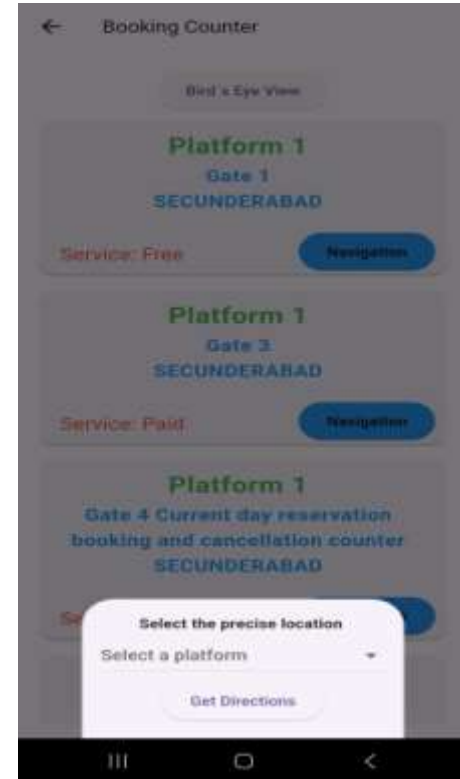 Booking Counter
Bird's Eye View
Platform 1
Gate 1
SECUNDERABAD
Service: Free
Navigation
Platform 1
Gate 3
SECUNDERABAD
Service: Paid
Navigation
Platform 1
Gate 4 Current day reservation
booking and cancellation counter
SECUNDERABAD
Se
Select the precise location
Select a platform
Get Directions